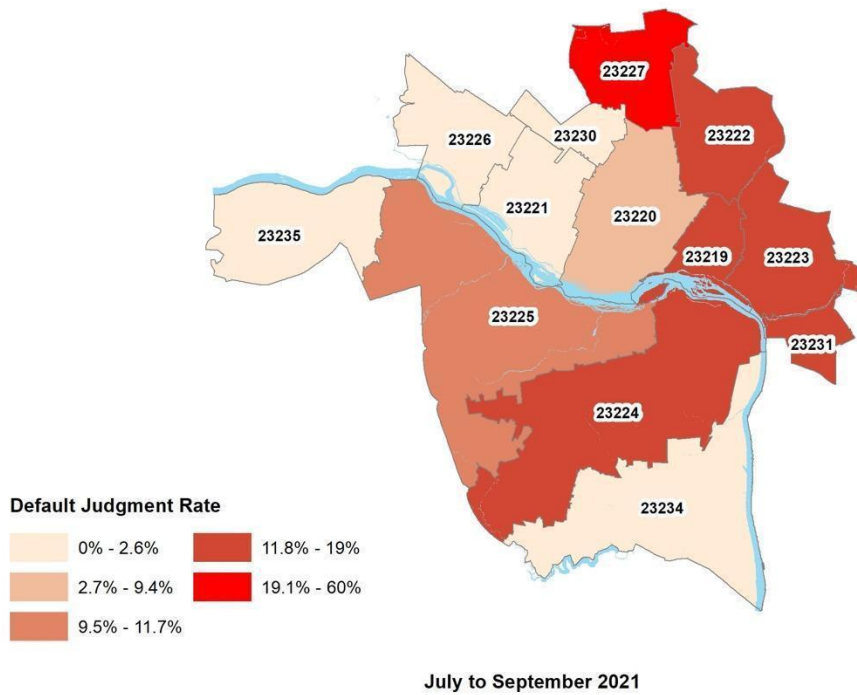 23227
23222
23230
23226
23221
23220
23235
23219
23223
23225
23231
23224
23234
Default Judgment Rate
0% - 2.6%
11.8% - 19%
2.7% - 9.4%
19.1% - 60%
9.5% - 11.7%
July to September 2021